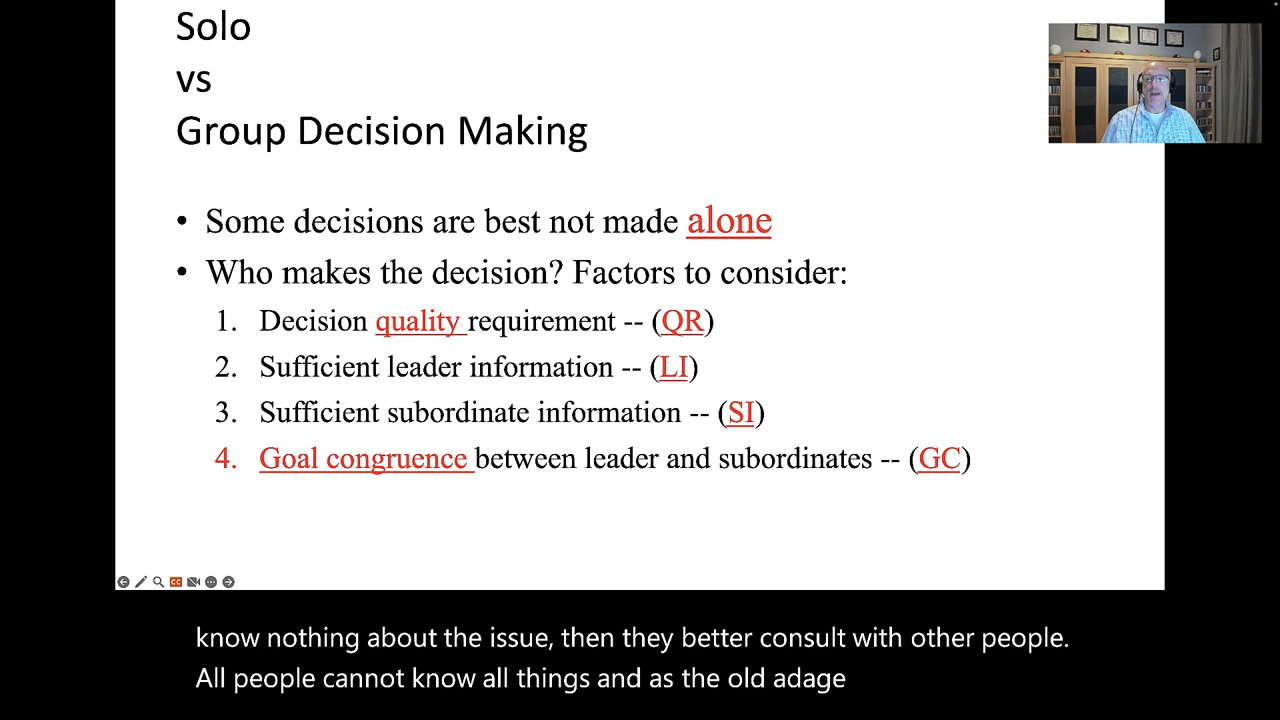 Solo
vs
Group Decision Making
• Some decisions are best not made alone
• Who makes the decision? Factors to consider:
1. Decision quality requirement -- (QR)
2. Sufficient leader information -- (LI)
3. Sufficient subordinate information -- (SI)
4. Goal congruence between leader and subordinates -- (GC)
CC
know nothing about the issue, then they better consult with other people.
All people cannot know all things and as the old adage